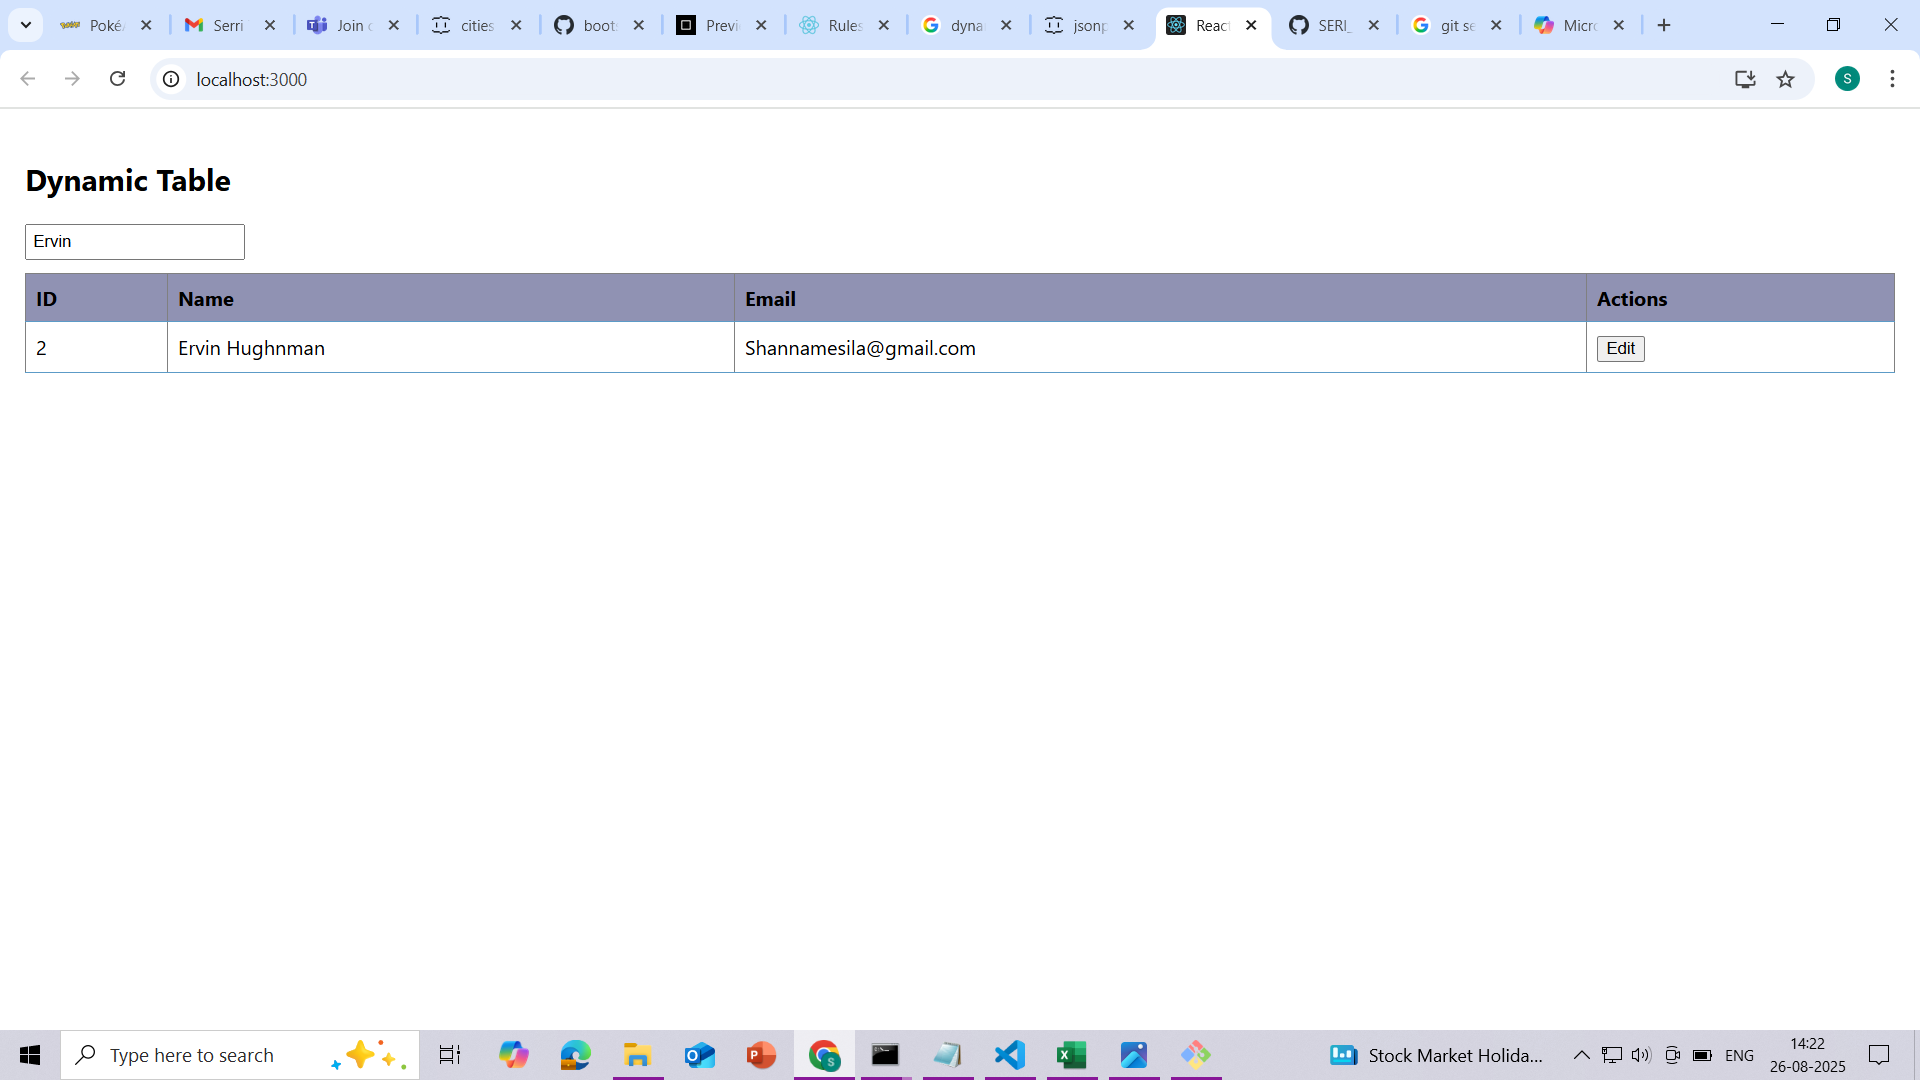 Poké Serri Join cities boots Previ Rules dyna jsonp React SERI_ git se Micro
localhost:3000 S
Dynamic Table
Ervin
ID Name Email Actions
2 Ervin Hughnman Shannamesila@gmail.com Edit
Type here to search
Stock Market Holida...
ENG
14:22
26-08-2025